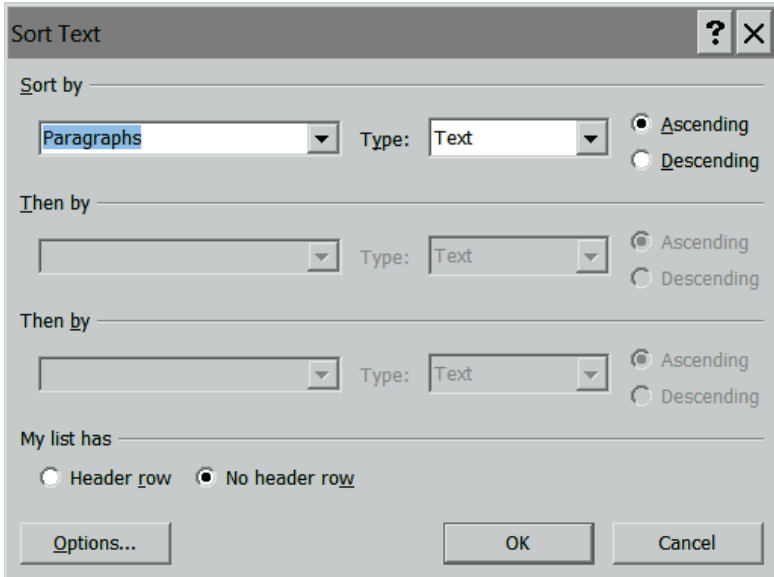 Sort Text
Sort by
Paragraphs Type: Text Ascending
Descending
Then by
Type: Text Ascending
Descending
Then by
Type: Text Ascending
Descending
My list has
Header row No header row
Options... OK Cancel